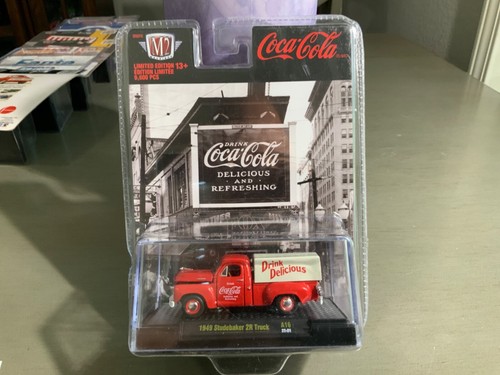 M2
Coca-Cola
LIMITED EDITION 13+
EDITION LIMITEE
DRINK
Coca-Cola
DELICIOUS
AND
REFRESHING
Drink
Delicious
Coca-Cola
1949 Studebaker 2R Truck
A16
Fanta